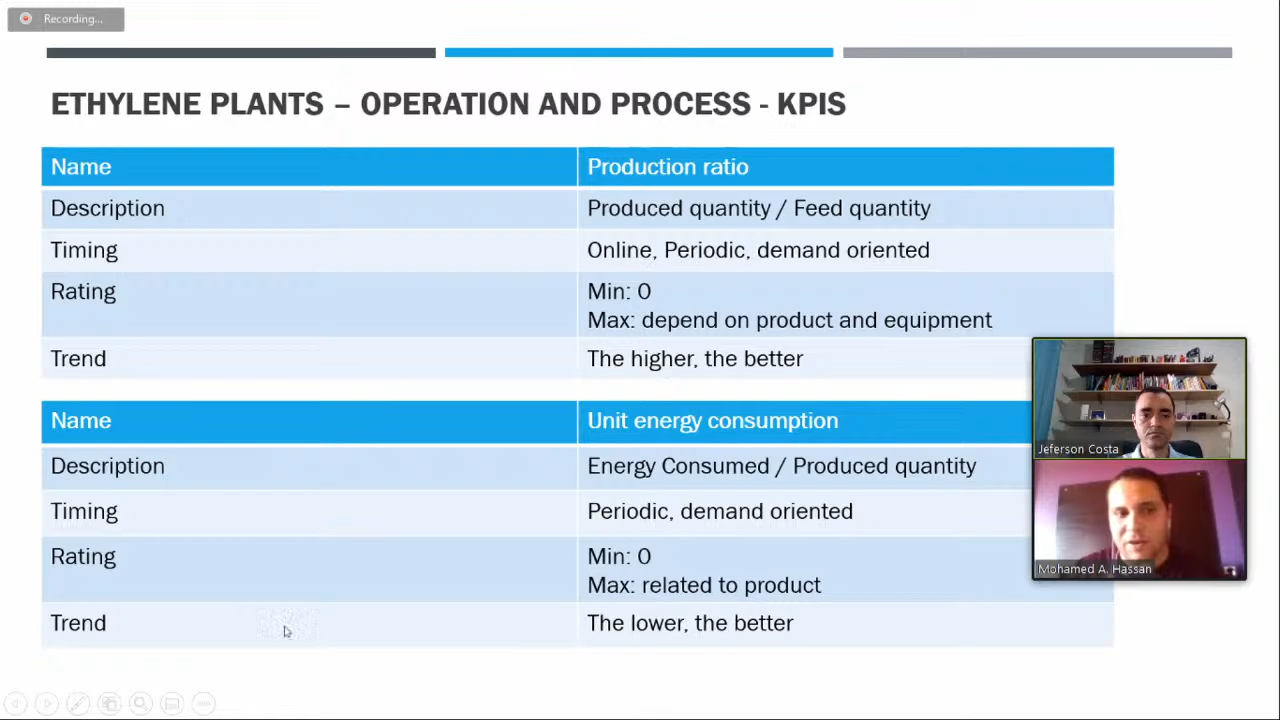 Recording...
ETHYLENE PLANTS – OPERATION AND PROCESS - KPIS
Name Production ratio
Description Produced quantity / Feed quantity
Timing Online, Periodic, demand oriented
Rating Min: 0
Max: depend on product and equipment
Trend The higher, the better
Name Unit energy consumption
Description Energy Consumed / Produced quantity
Timing Periodic, demand oriented
Rating Min: 0
Max: related to product
Trend The lower, the better
Jeferson Costa
Mohamed A. Hassan